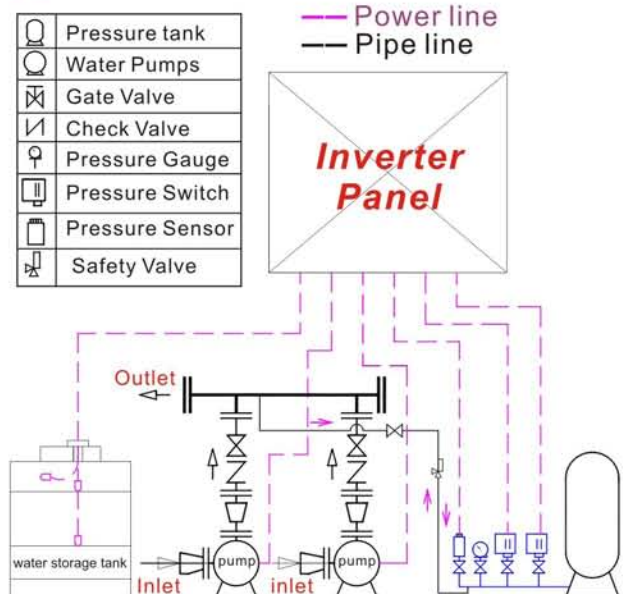 Power line
Pipe line
Pressure tank
Water Pumps
Gate Valve
Check Valve
Pressure Gauge
Pressure Switch
Pressure Sensor
Safety Valve
Inverter
Panel
Outlet
water storage tank
Inlet
pump
inlet
pump